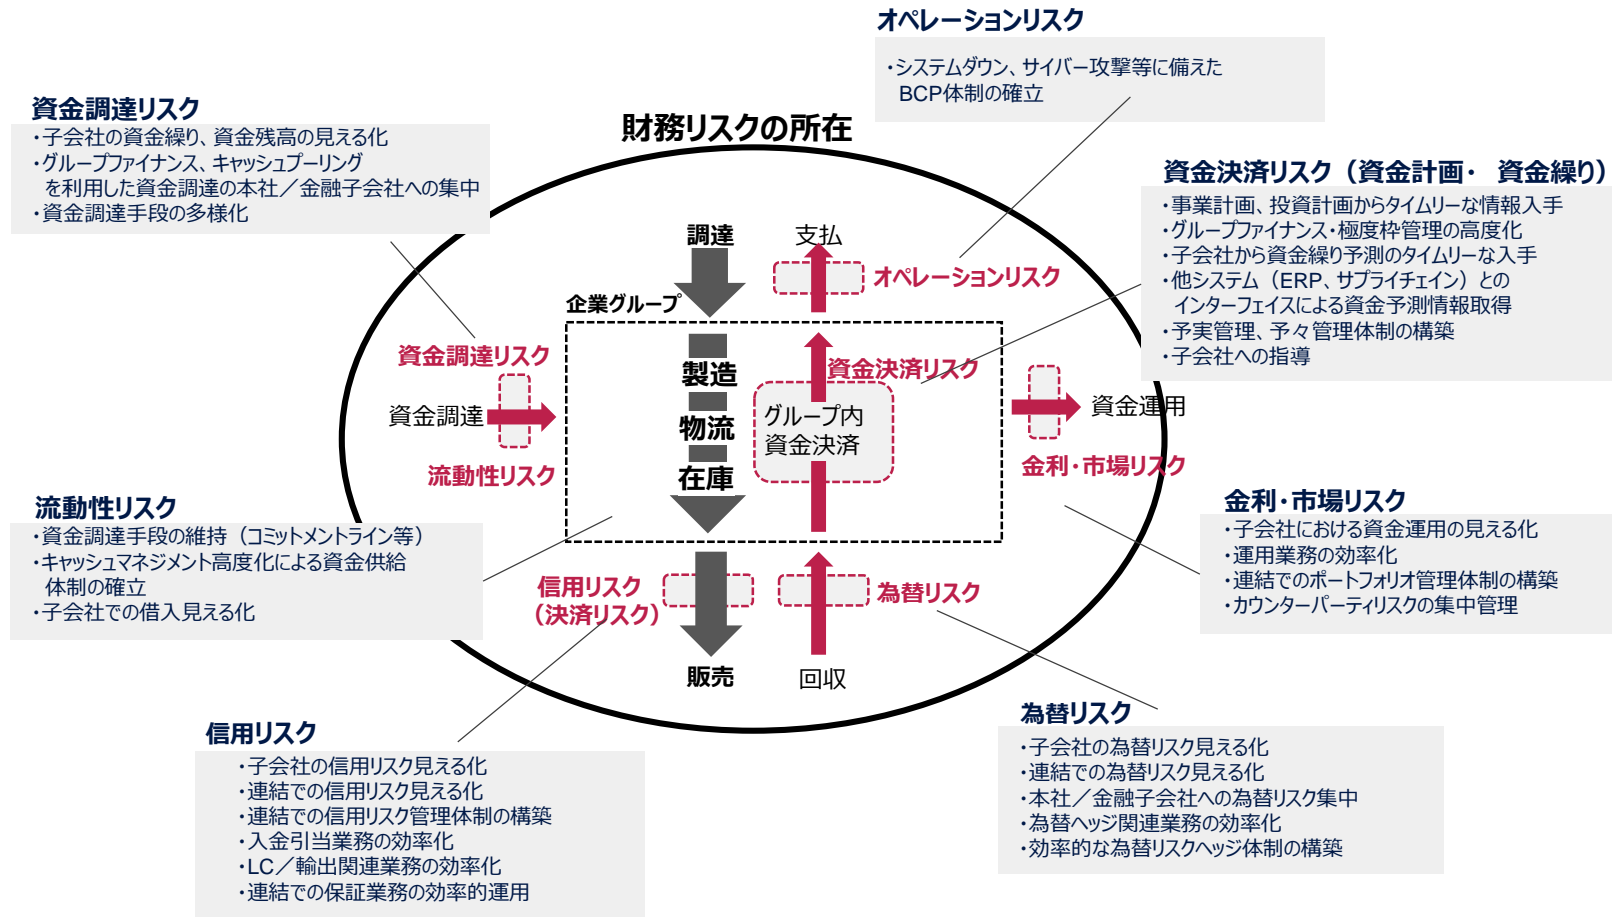 オペレーションリスク
・システムダウン、サイバー攻撃等に備えた
BCP体制の確立
資金調達リスク
・子会社の資金繰り、資金残高の見える化
・グループファイナンス、キャッシュプーリング
を利用した資金調達の本社／金融子会社への集中
・資金調達手段の多様化
財務リスクの所在
資金決済リスク（資金計画・ 資金繰り）
・事業計画、投資計画からタイムリーな情報入手
・グループファイナンス・極度枠管理の高度化
・子会社から資金繰り予測のタイムリーな入手
・他システム（ERP、サプライチェイン）との
インターフェイスによる資金予測情報取得
・予実管理、予々管理体制の構築
・子会社への指導
調達
支払
オペレーションリスク
企業グループ
資金調達リスク
資金調達
流動性リスク
製造
物流
在庫
資金決済リスク
グループ内
資金決済
資金運用
金利・市場リスク
流動性リスク
・資金調達手段の維持（コミットメントライン等）
・キャッシュマネジメント高度化による資金供給
体制の確立
・子会社での借入見える化
金利・市場リスク
・子会社における資金運用の見える化
・運用業務の効率化
・連結でのポートフォリオ管理体制の構築
・カウンターパーティリスクの集中管理
信用リスク
（決済リスク）
為替リスク
販売
回収
信用リスク
・子会社の信用リスク見える化
・連結での信用リスク見える化
・連結での信用リスク管理体制の構築
・入金引当業務の効率化
・LC／輸出関連業務の効率化
・連結での保証業務の効率的運用
為替リスク
・子会社の為替リスク見える化
・連結での為替リスク見える化
・本社／金融子会社への為替リスク集中
・為替ヘッジ関連業務の効率化
・効率的な為替リスクヘッジ体制の構築